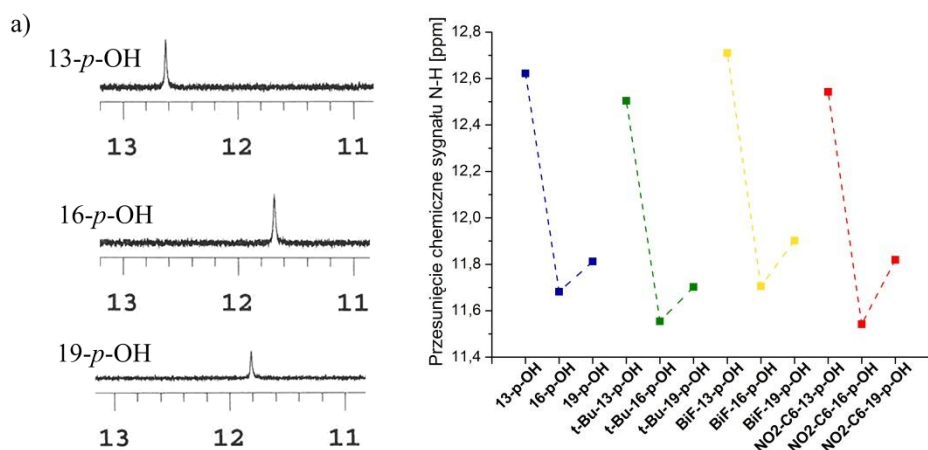 a)
13-p-OH
13 12 11
16-p-OH
13 12 11
19-p-OH
13 12 11
Przesunięcie chemiczne sygnału N-H [ppm]
12,8
12,6
12,4
12,2
12,0
11,8
11,6
11,4
13-p-OH
16-p-OH
19-p-OH
t-Bu-13-p-OH
t-Bu-16-p-OH
t-Bu-19-p-OH
BiF-13-p-OH
BiF-16-p-OH
BiF-19-p-OH
NO2-C6-13-p-OH
NO2-C6-16-p-OH
NO2-C6-19-p-OH